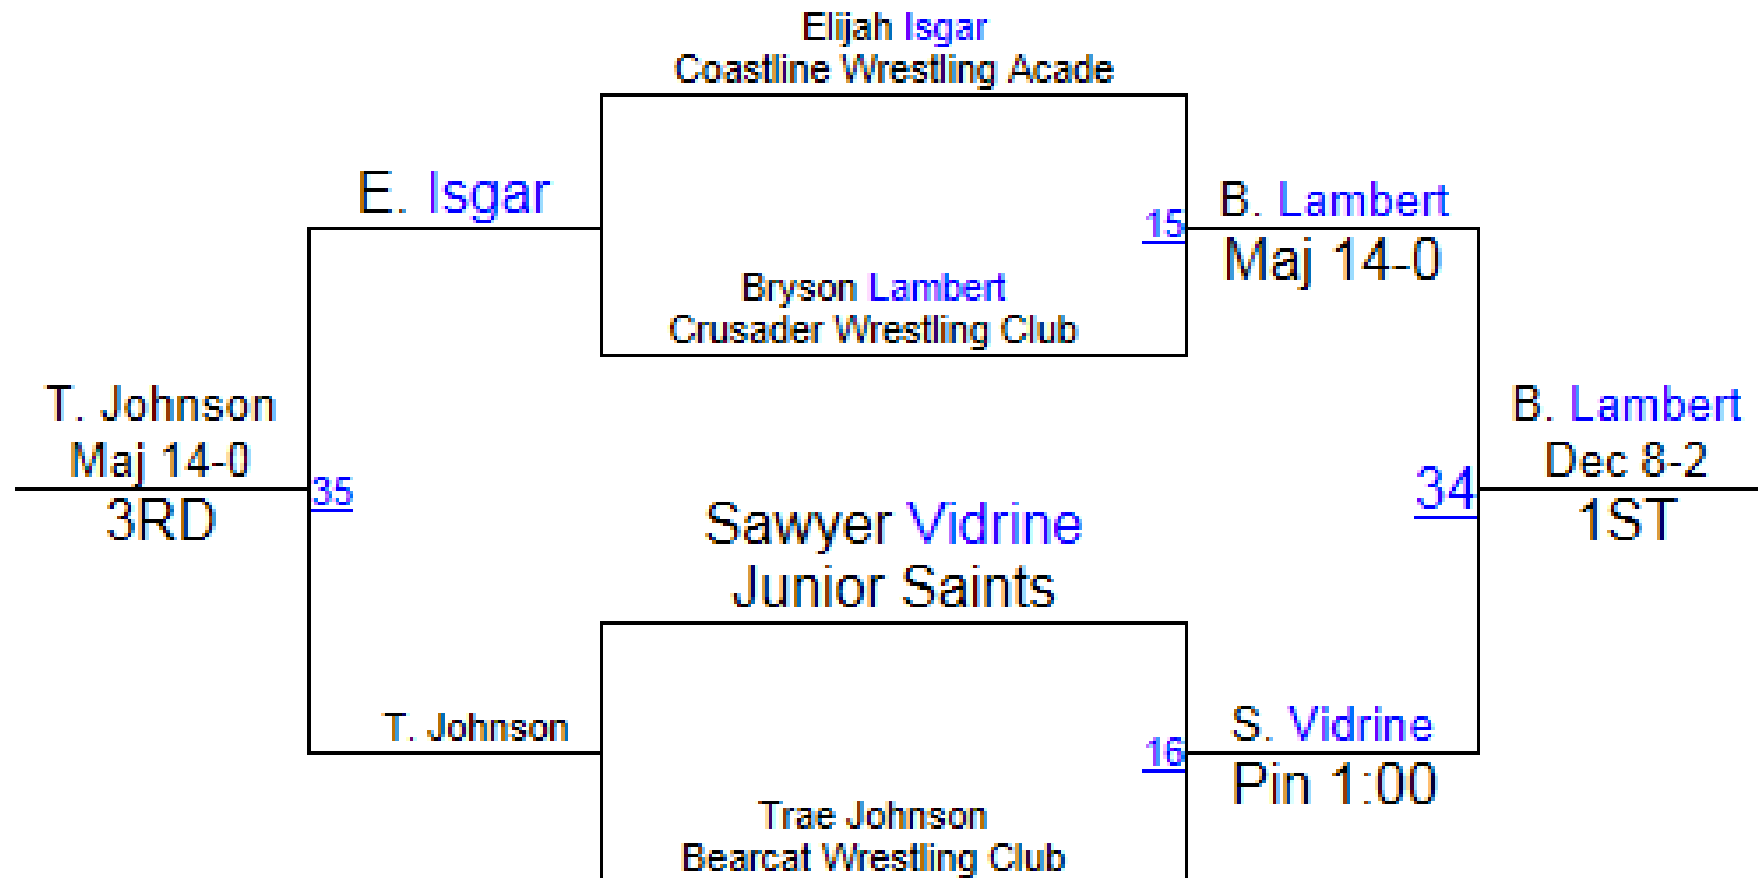 Elijah Isgar
Coastline Wrestling Acade
E. Isgar
15
B. Lambert
Maj 14-0
Bryson Lambert
Crusader Wrestling Club
T. Johnson
Maj 14-0
3RD
35
B. Lambert
Dec 8-2
1ST
34
Sawyer Vidrine
Junior Saints
T. Johnson
16
S. Vidrine
Pin 1:00
Trae Johnson
Bearcat Wrestling Club